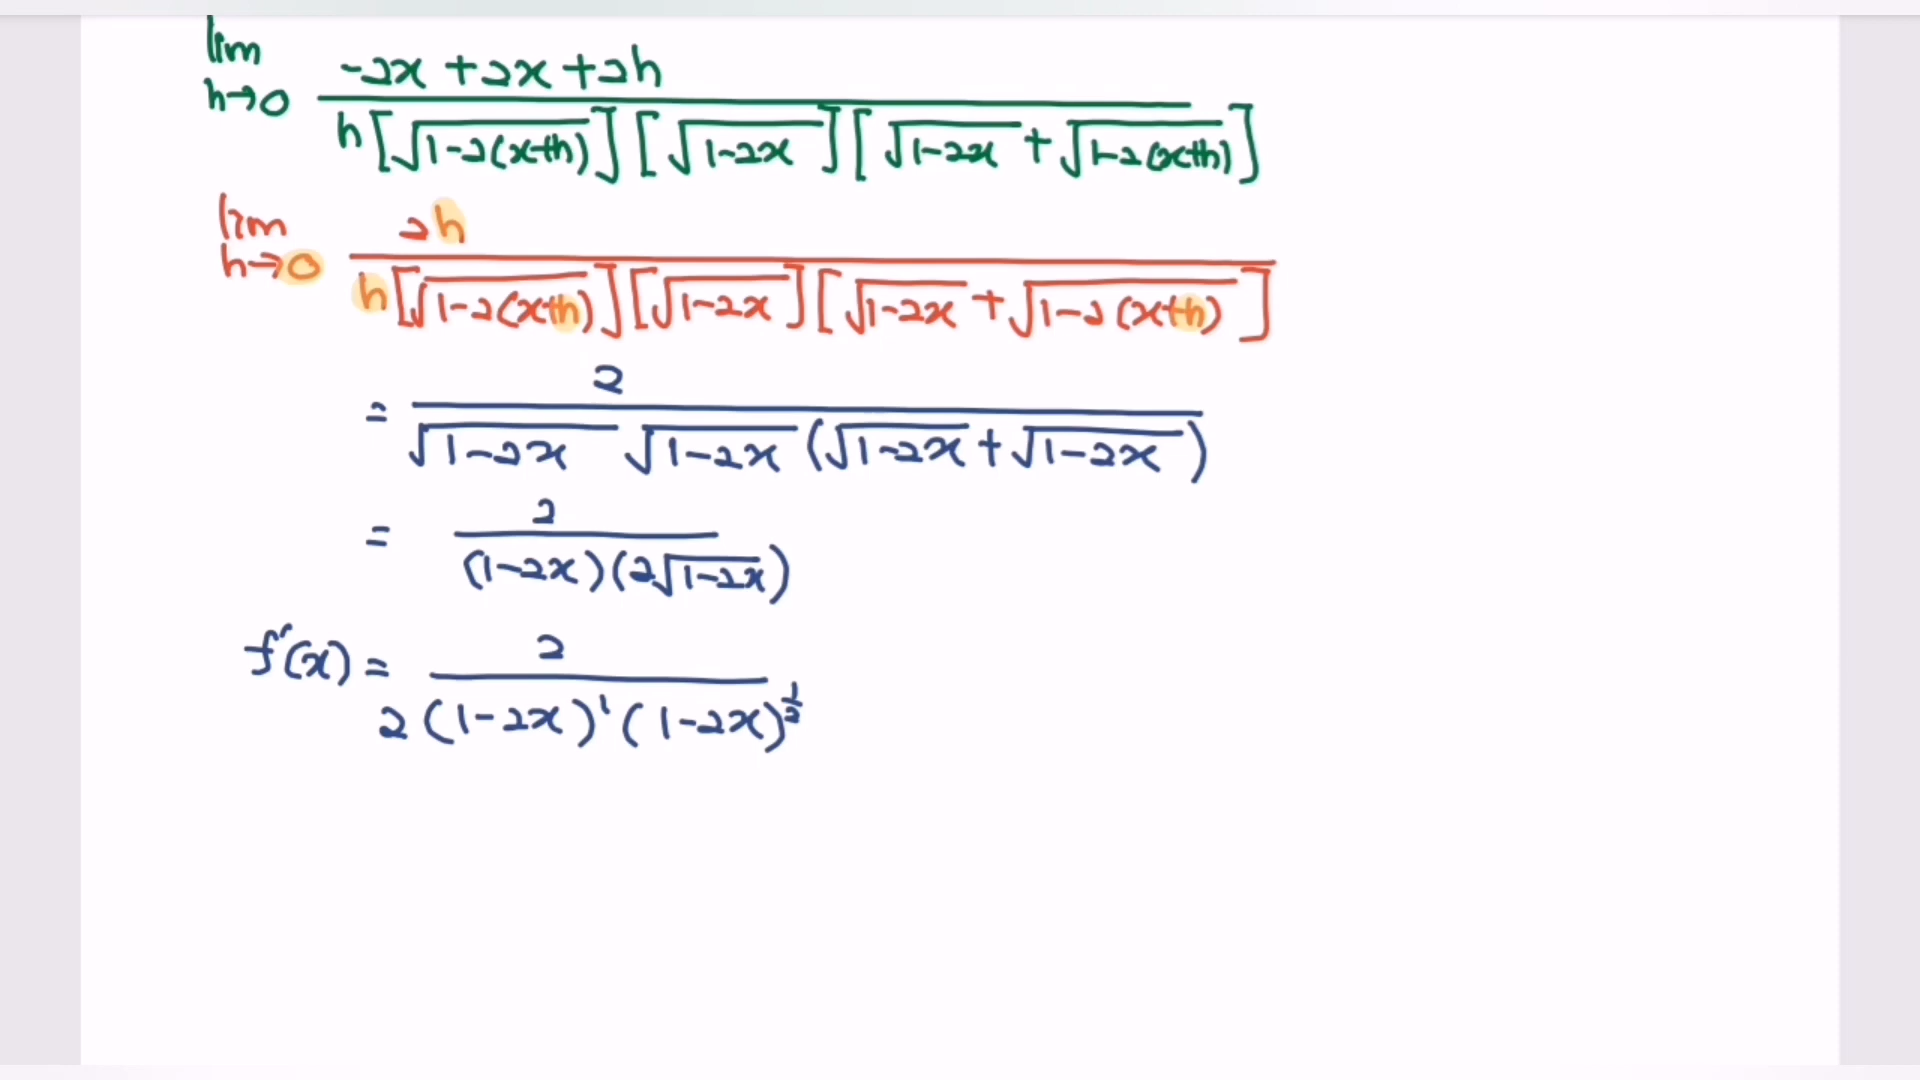 lim h→0 (-2x + 2x + 2h) / (h[√(1-2(x+h))][√(1-2x)][√(1-2x) + √(1-2(x+h))])
lim h→0 2h / (h[√(1-2(x+h))][√(1-2x)][√(1-2x) + √(1-2(x+h))])
= 2 / (√(1-2x) √(1-2x) (√(1-2x) + √(1-2x)))
= 2 / ((1-2x)(2√(1-2x)))
f'(x) = 2 / (2(1-2x)^1 (1-2x)^(1/2))